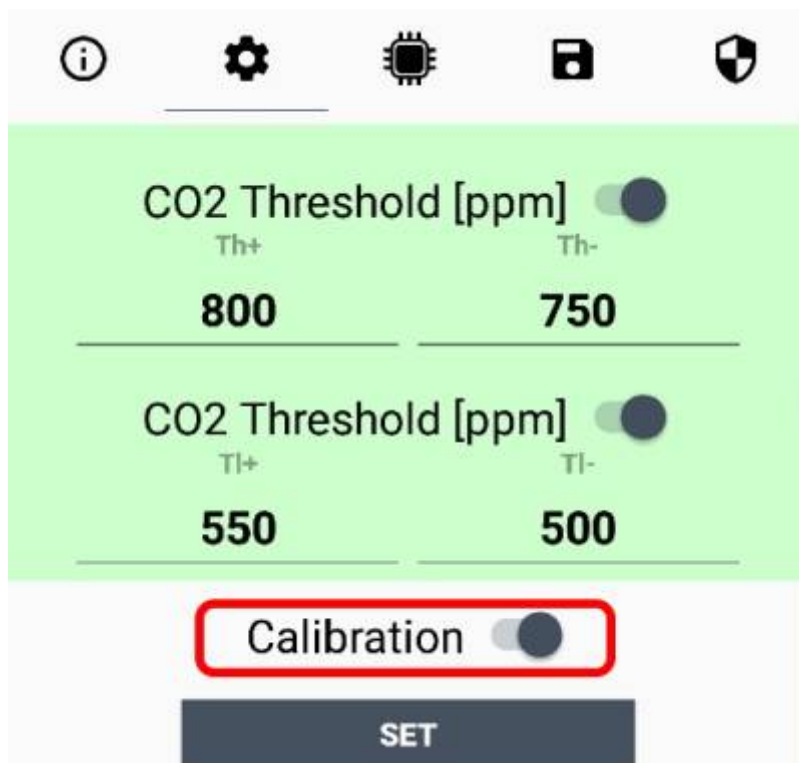 CO2 Threshold [ppm]
Th+ Th-
800 750
CO2 Threshold [ppm]
Tl+ Tl-
550 500
Calibration
SET